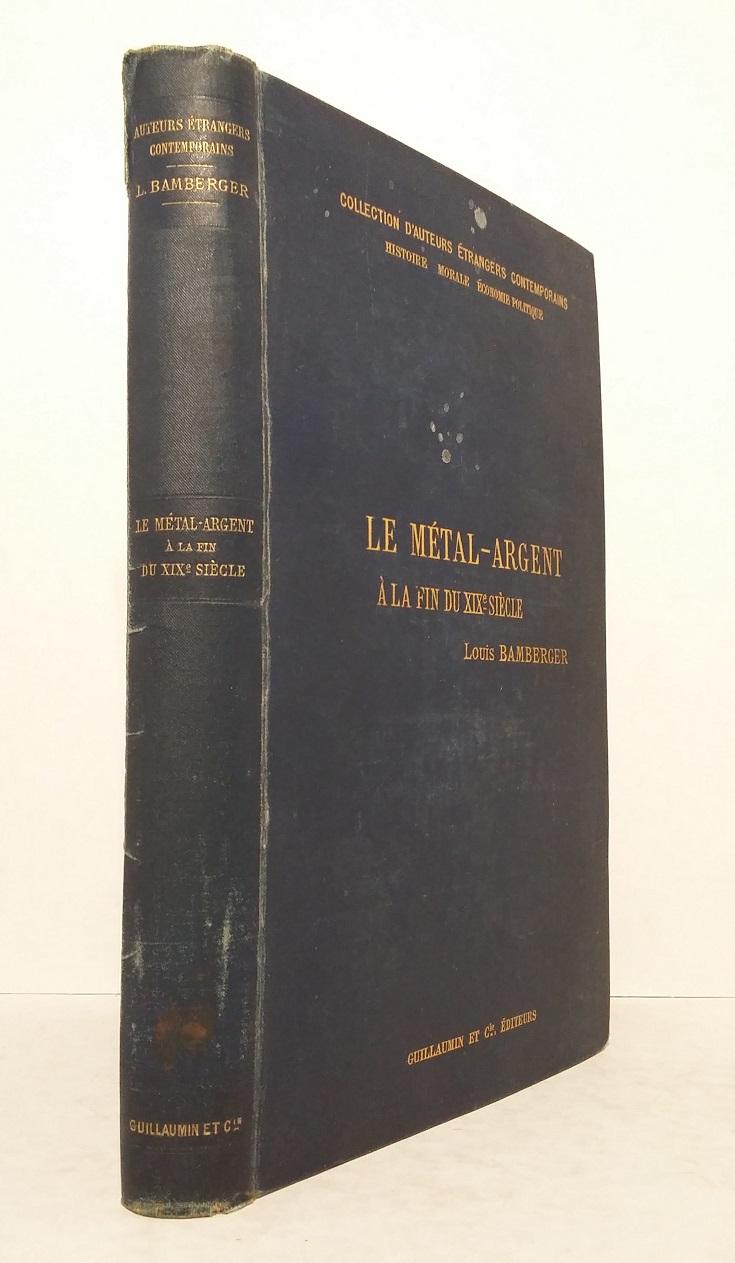 AUTEURS ÉTRANGERS
CONTEMPORAINS
L. BAMBERGER
LE MÉTAL-ARGENT
À LA FIN
DU XIXe SIÈCLE
GUILLAUMIN ET Cie
COLLECTION D'AUTEURS ÉTRANGERS CONTEMPORAINS
HISTOIRE MORALE ÉCONOMIE POLITIQUE
LE MÉTAL-ARGENT
À LA FIN DU XIXe SIÈCLE
Louis BAMBERGER
GUILLAUMIN ET Cie, ÉDITEURS